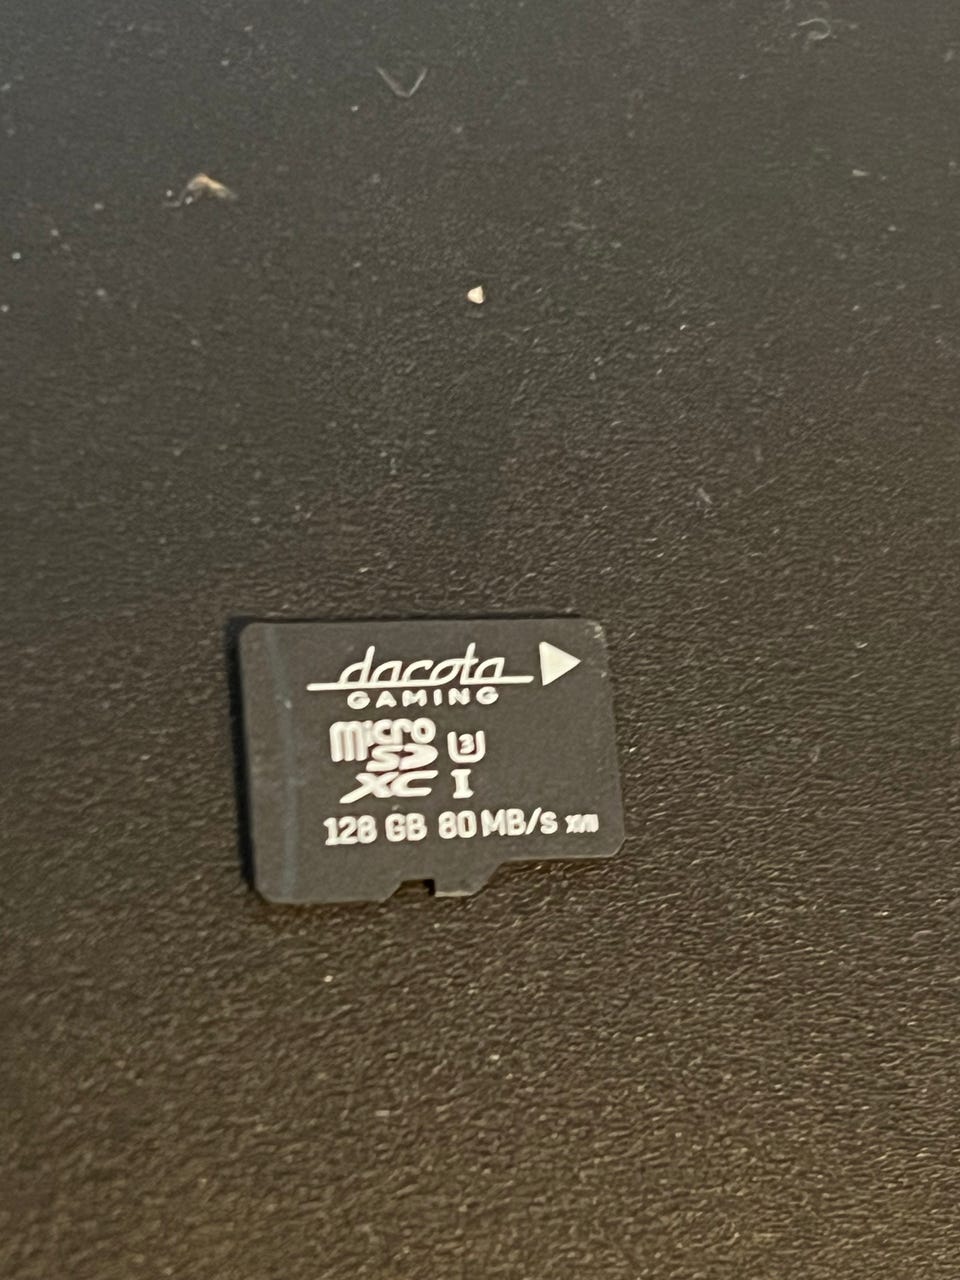 dacota
GAMING
micro
SD 3
XC I
128 GB 80 MB/s